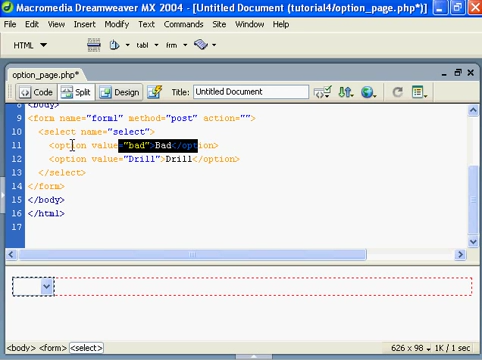 Macromedia Dreamweaver MX 2004 - [Untitled Document (tutorial4/option_page.php*)]
File Edit View Insert Modify Text Commands Site Window Help
HTML tabl frm
option_page.php*
Code Split Design Title: Untitled Document
8 <body>
9 <form name="form1" method="post" action="">
10 <select name="select">
11 <option value="bad">Bad</option>
12 <option value="Drill">Drill</option>
13 </select>
14 </form>
15 </body>
16 </html>
17
<body> <form> <select> 626 x 98 1K / 1 sec